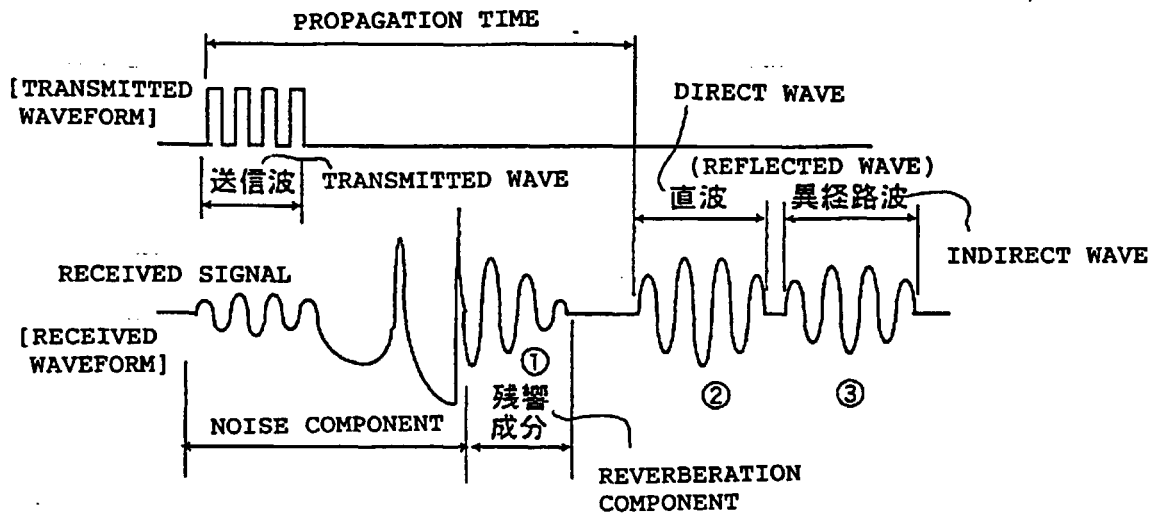 PROPAGATION TIME
[TRANSMITTED
WAVEFORM]
DIRECT WAVE
送信波
TRANSMITTED WAVE
(REFLECTED WAVE)
直波
異経路波
INDIRECT WAVE
RECEIVED SIGNAL
[RECEIVED
WAVEFORM]
①
②
③
残響
成分
NOISE COMPONENT
REVERBERATION
COMPONENT